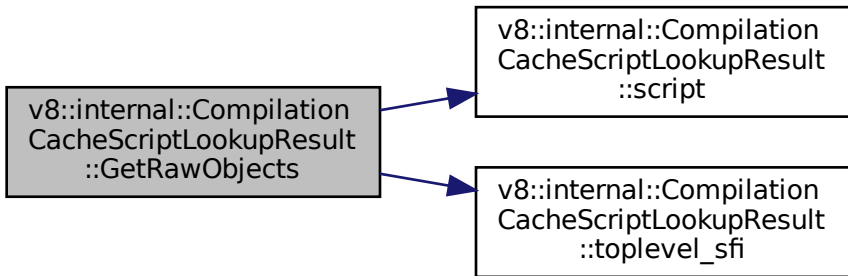 v8::internal::Compilation
CacheScriptLookupResult
::GetRawObjects
v8::internal::Compilation
CacheScriptLookupResult
::script
v8::internal::Compilation
CacheScriptLookupResult
::toplevel_sfi